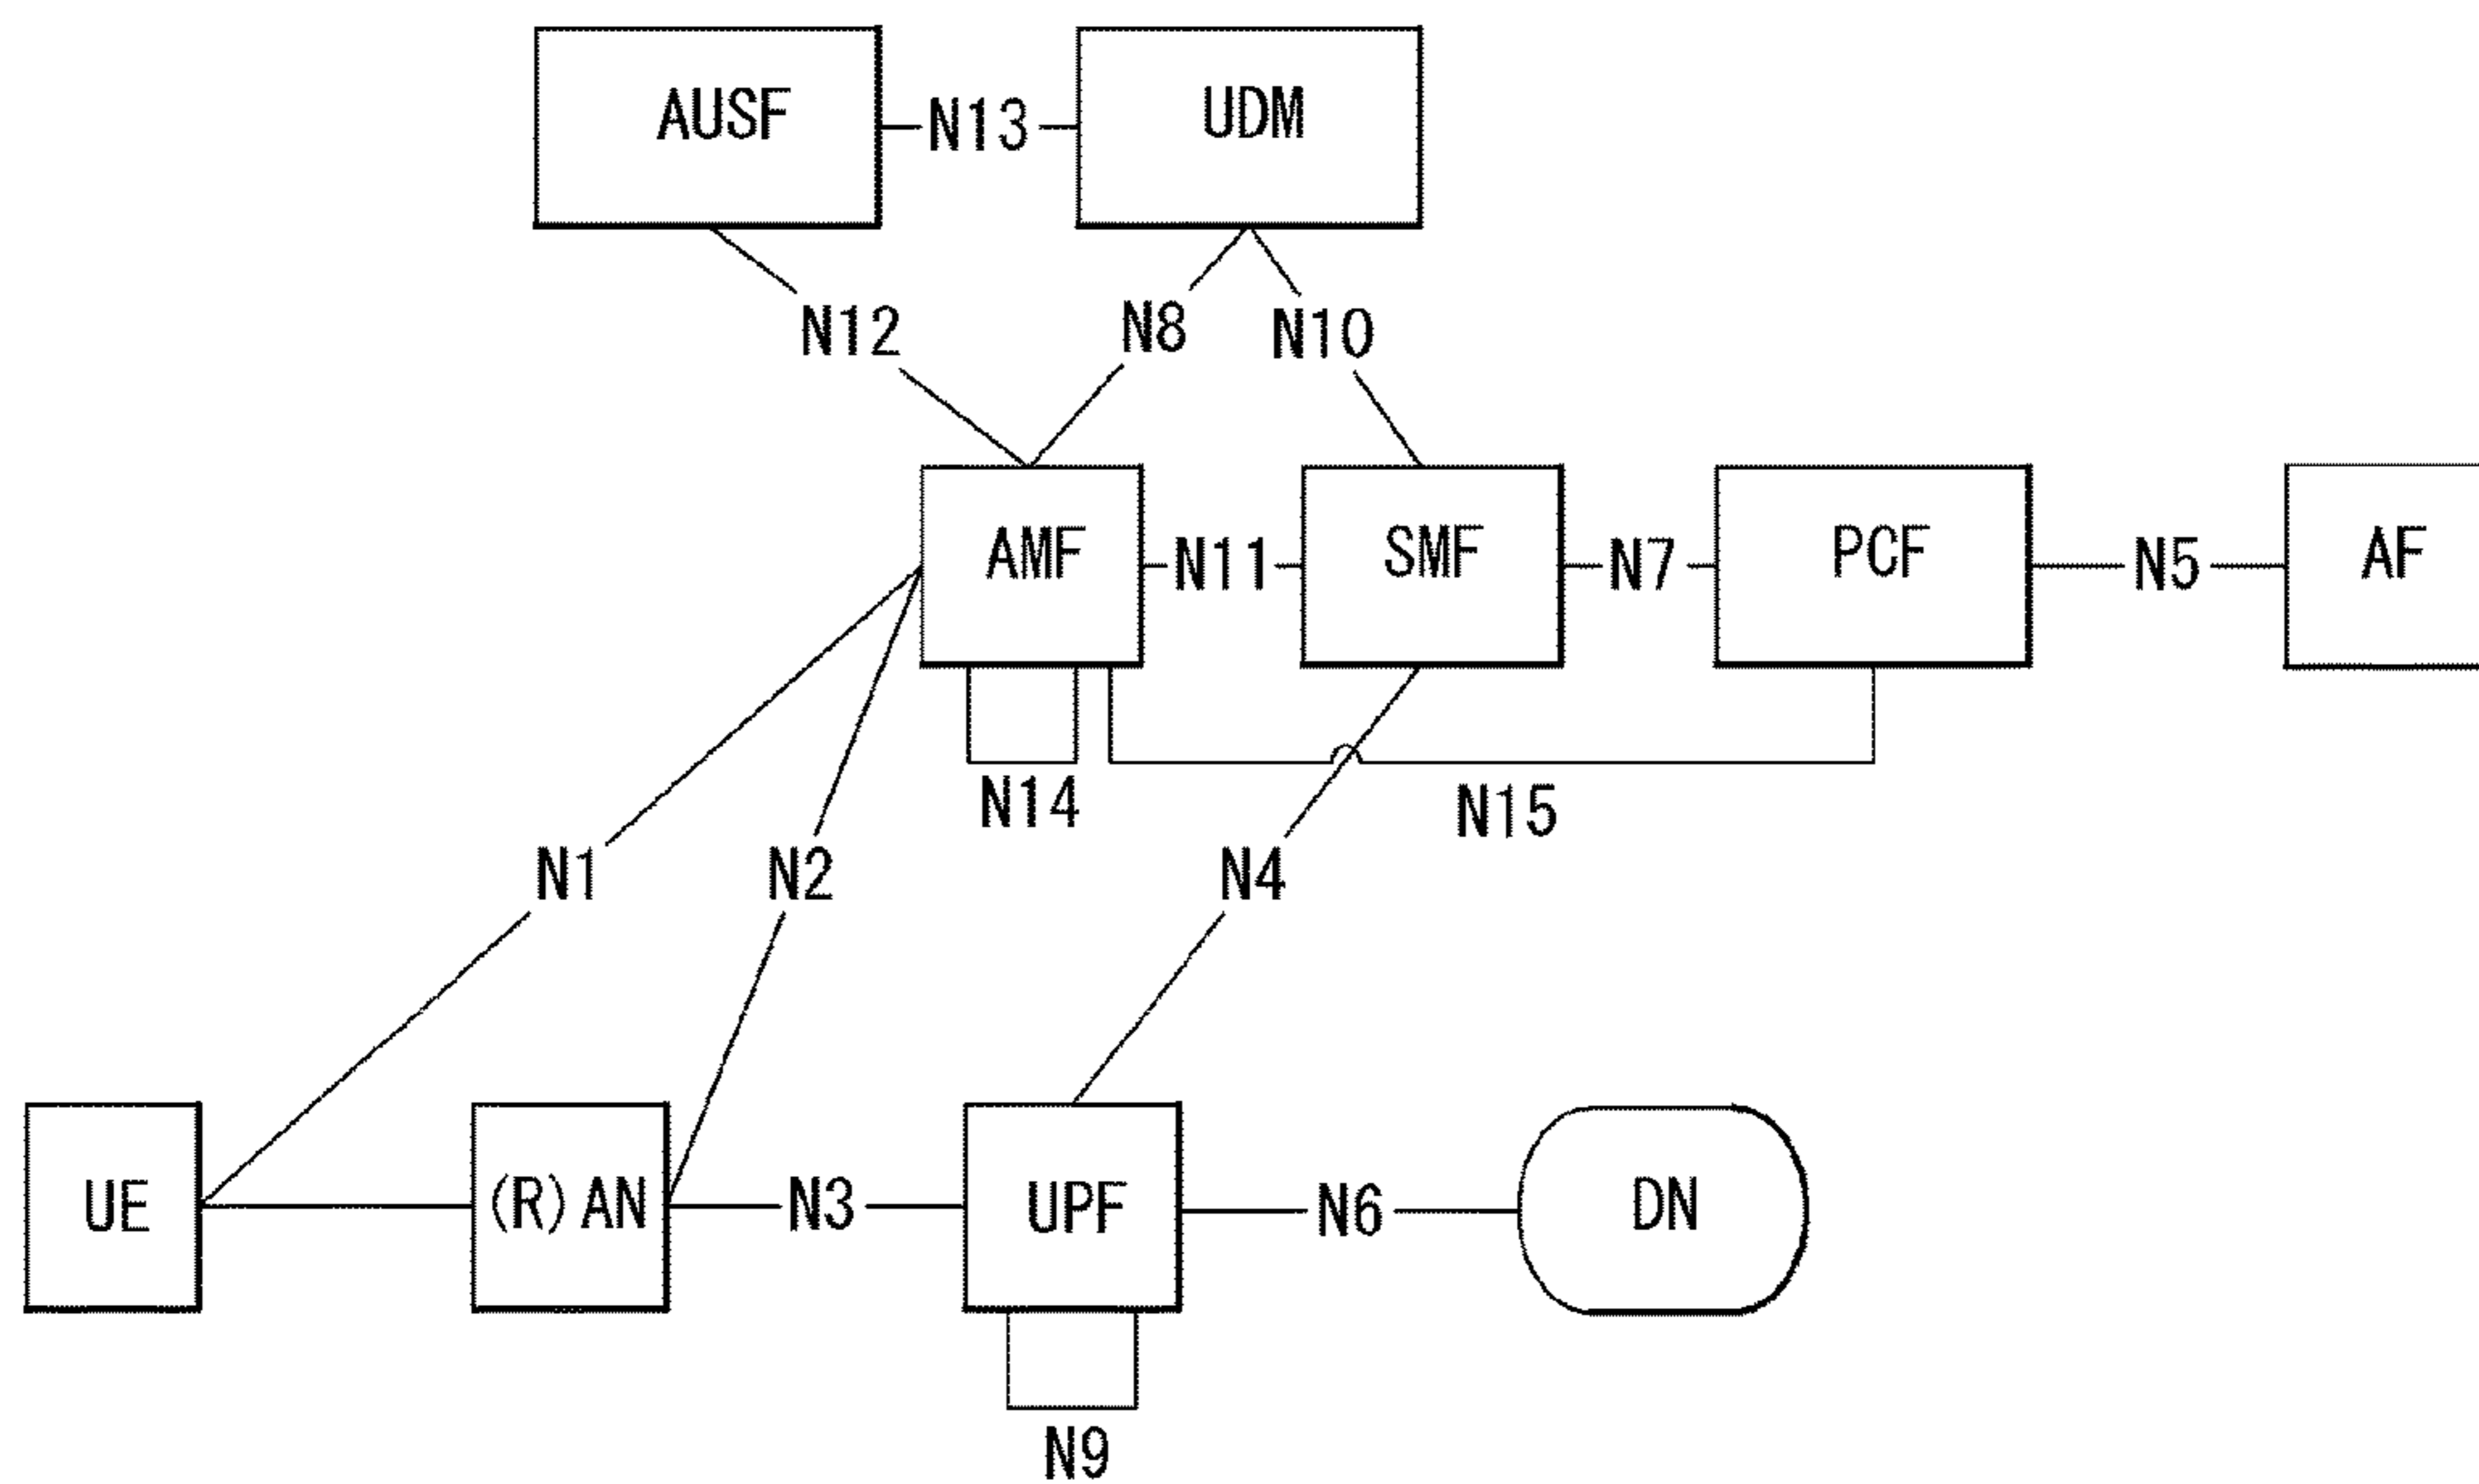 AUSF
N13
UDM
N12
N8
N10
AMF
N11
SMF
N7
PCF
N5
AF
N14
N15
N1
N2
N4
UE
(R) AN
N3
UPF
N6
DN
N9